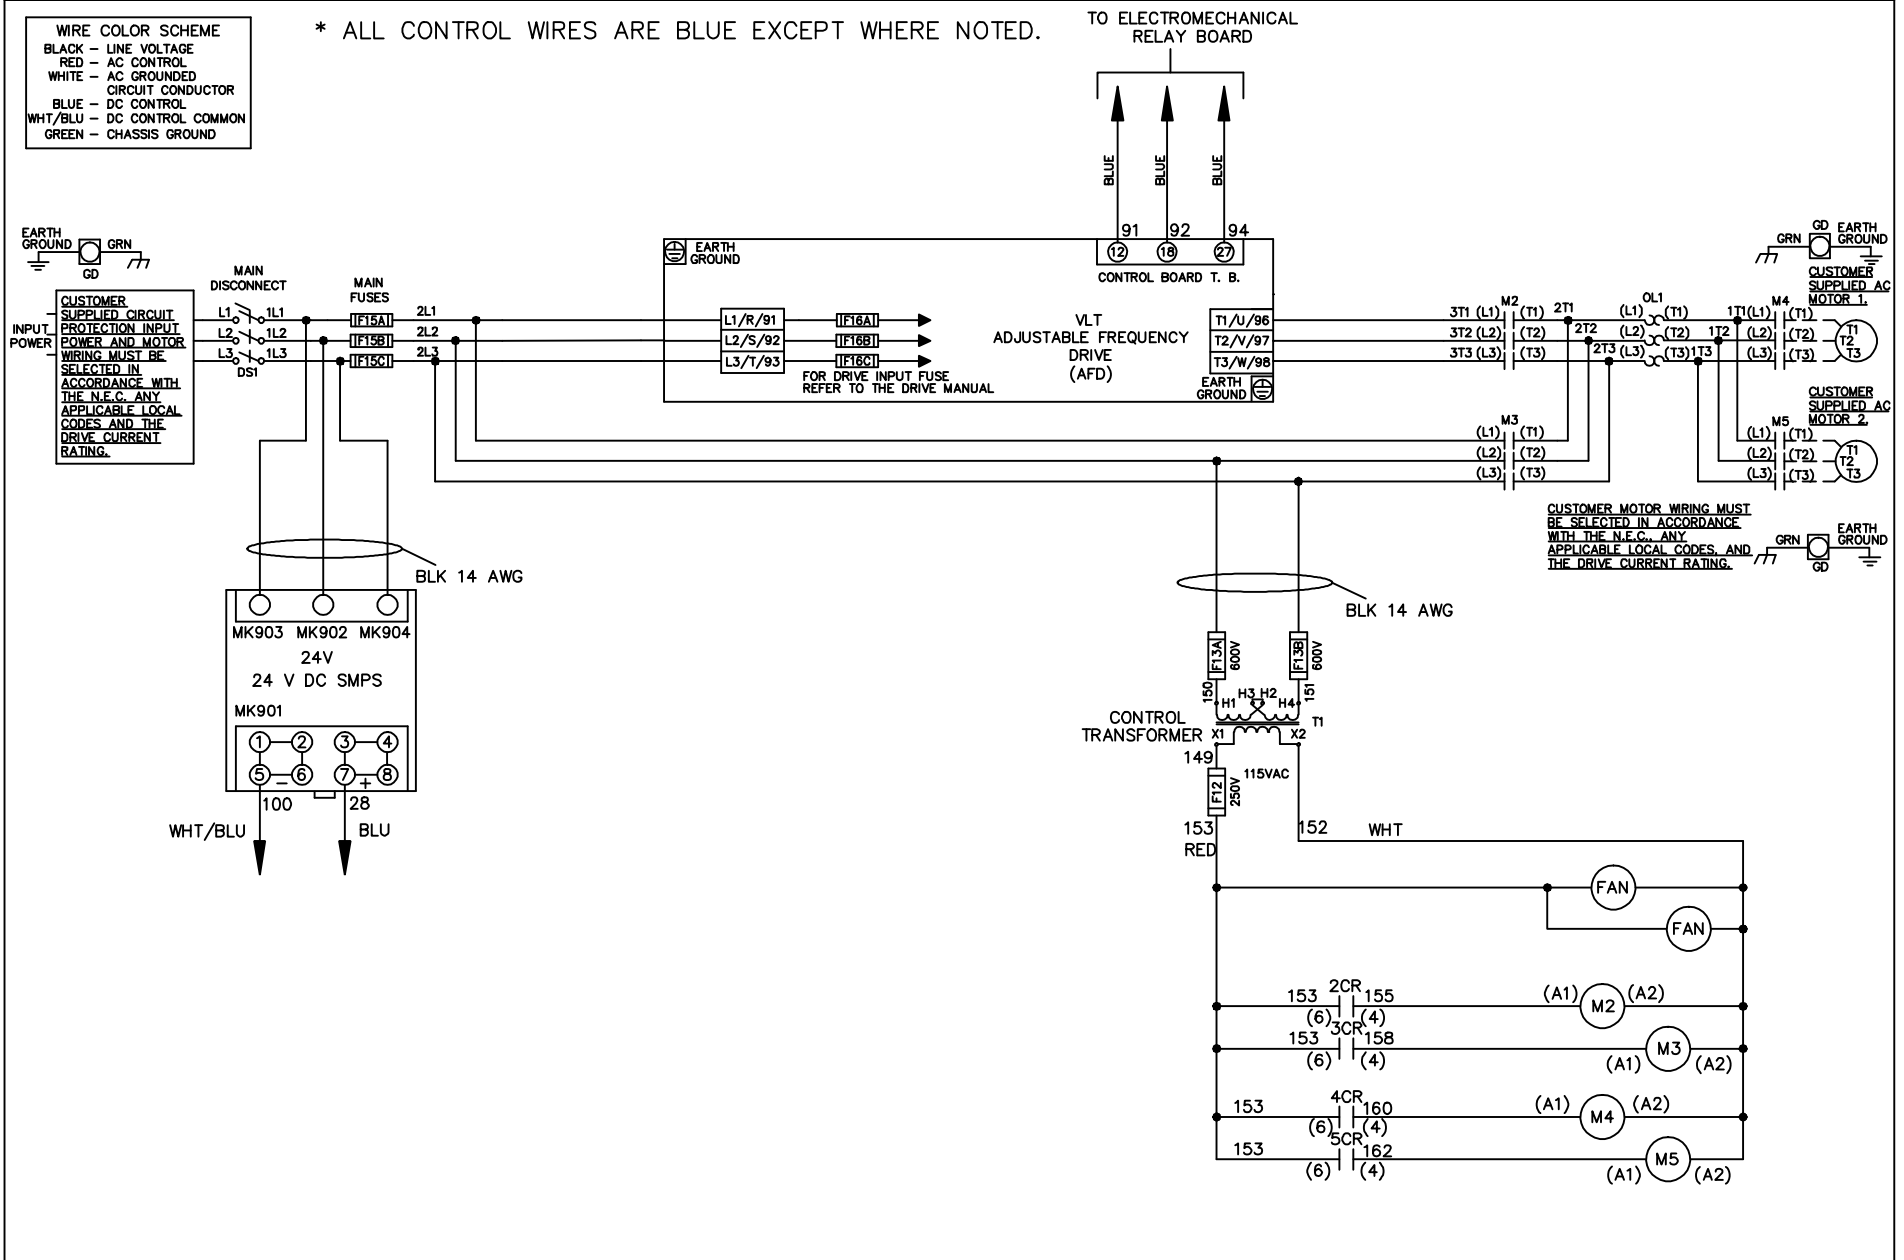 WIRE COLOR SCHEME
BLACK – LINE VOLTAGE
RED – AC CONTROL
WHITE – AC GROUNDED
CIRCUIT CONDUCTOR
BLUE – DC CONTROL
WHT/BLU – DC CONTROL COMMON
GREEN – CHASSIS GROUND
* ALL CONTROL WIRES ARE BLUE EXCEPT WHERE NOTED.
TO ELECTROMECHANICAL
RELAY BOARD
BLUE BLUE BLUE
91 92 94
12 18 27
CONTROL BOARD T. B.
EARTH
GROUND
GRN
GD
INPUT
POWER
CUSTOMER
SUPPLIED CIRCUIT
PROTECTION INPUT
POWER AND MOTOR
WIRING MUST BE
SELECTED IN
ACCORDANCE WITH
THE N.E.C. ANY
APPLICABLE LOCAL
CODES AND THE
DRIVE CURRENT
RATING.
MAIN
DISCONNECT
L1 1L1
L2 1L2
L3 1L3
DS1
MAIN
FUSES
F15A 2L1
F15B 2L2
F15C 2L3
EARTH
GROUND
L1/R/91 F16A
L2/S/92 F16B
L3/T/93 F16C
FOR DRIVE INPUT FUSE
REFER TO THE DRIVE MANUAL
VLT
ADJUSTABLE FREQUENCY
DRIVE
(AFD)
T1/U/96
T2/V/97
T3/W/98
EARTH
GROUND
M2
3T1 (L1) (T1) 2T1
3T2 (L2) (T2) 2T2
3T3 (L3) (T3) 2T3
OL1
(L1) (T1) 1T1
(L2) (T2) 1T2
(L3) (T3) 1T3
M4
(L1) (T1)
(L2) (T2)
(L3) (T3)
T1
T2
T3
GRN
GD
EARTH
GROUND
CUSTOMER
SUPPLIED AC
MOTOR 1.
CUSTOMER
SUPPLIED AC
MOTOR 2.
M3
(L1) (T1)
(L2) (T2)
(L3) (T3)
M5
(L1) (T1)
(L2) (T2)
(L3) (T3)
T1
T2
T3
CUSTOMER MOTOR WIRING MUST
BE SELECTED IN ACCORDANCE
WITH THE N.E.C., ANY
APPLICABLE LOCAL CODES, AND
THE DRIVE CURRENT RATING.
GRN
GD
EARTH
GROUND
BLK 14 AWG
MK903 MK902 MK904
24V
24 V DC SMPS
MK901
1 2 3 4
5 – 6 7 + 8
100 28
WHT/BLU BLU
BLK 14 AWG
F13A 600V F13B 600V
150 151
H1 H3 H2 H4
T1
CONTROL
TRANSFORMER
X1 X2
149
115VAC
F12 250V
153
RED
152 WHT
FAN
FAN
2CR
153 155 (A1) M2 (A2)
(6) (4)
3CR
153 158 M3
(6) (4) (A1) (A2)
4CR
153 160 (A1) M4 (A2)
(6) (4)
5CR
153 162 M5
(6) (4) (A1) (A2)